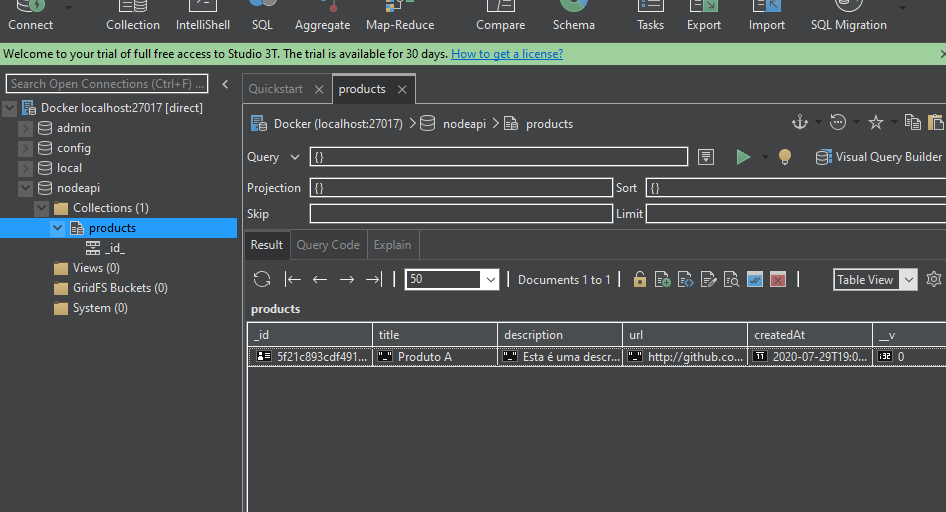 Connect Collection IntelliShell SQL Aggregate Map-Reduce Compare Schema Tasks Export Import SQL Migration
Welcome to your trial of full free access to Studio 3T. The trial is available for 30 days. How to get a license?
Search Open Connections (Ctrl+F) ...
Docker localhost:27017 [direct]
admin
config
local
nodeapi
Collections (1)
products
_id_
Views (0)
GridFS Buckets (0)
System (0)
Quickstart products
Docker (localhost:27017) nodeapi products
Query {} Visual Query Builder
Projection {} Sort {}
Skip Limit
Result Query Code Explain
50 Documents 1 to 1 Table View
products
_id title description url createdAt __v
5f21c893cdf491... Produto A Esta é uma descr... http://github.co... 2020-07-29T19:0... 0